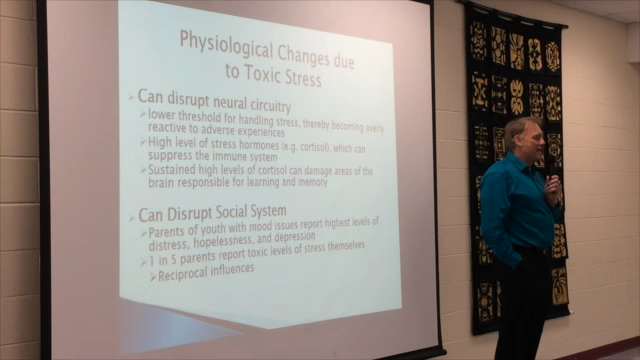 Physiological Changes due
to Toxic Stress
Can disrupt neural circuitry
lower threshold for handling stress, thereby becoming overly
reactive to adverse experiences
High level of stress hormones (e.g. cortisol), which can
suppress the immune system
Sustained high levels of cortisol can damage areas of the
brain responsible for learning and memory
Can Disrupt Social System
Parents of youth with mood issues report highest levels of
distress, hopelessness, and depression
1 in 5 parents report toxic levels of stress themselves
Reciprocal influences